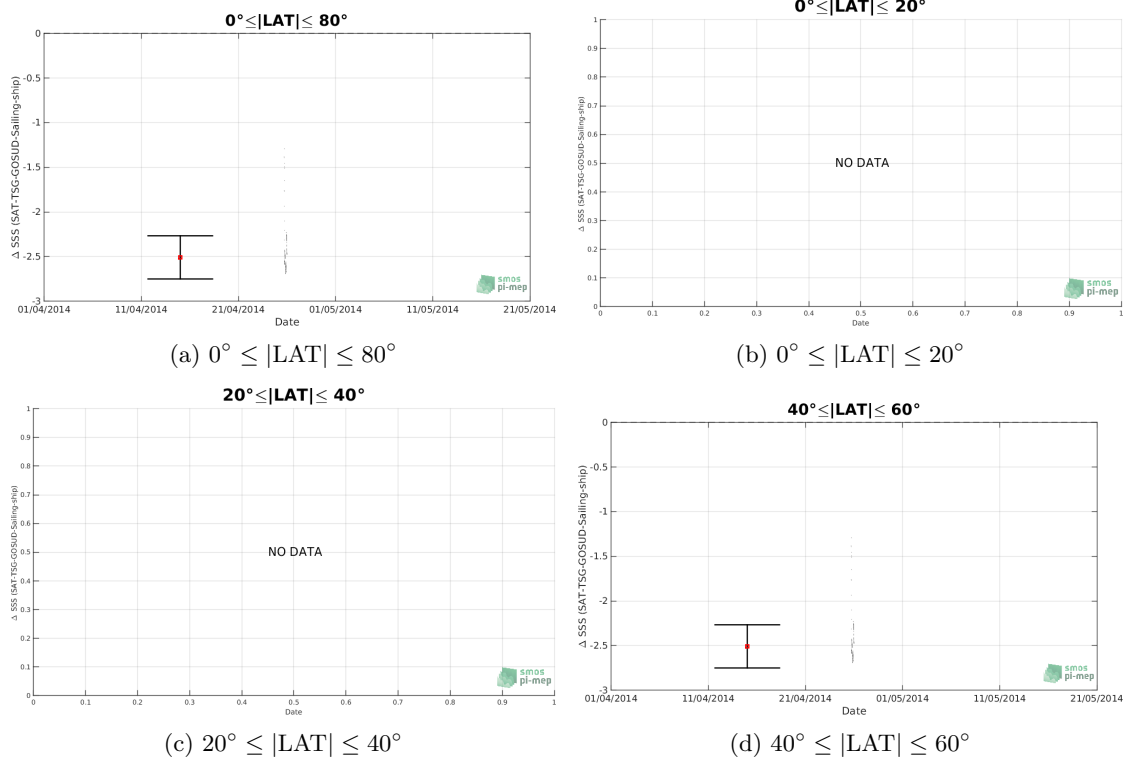 0°≤|LAT|≤ 80°
0
-0.5
-1
-1.5
-2
-2.5
-3
Δ SSS (SAT-TSG-GOSUD-Sailing-ship)
01/04/2014 11/04/2014 21/04/2014 01/05/2014 11/05/2014 21/05/2014
Date
smos
pi-mep
(a) 0° ≤ |LAT| ≤ 80°
0°≤|LAT|≤ 20°
1
0.9
0.8
0.7
0.6
0.5
0.4
0.3
0.2
0.1
0
Δ SSS (SAT-TSG-GOSUD-Sailing-ship)
NO DATA
0 0.1 0.2 0.3 0.4 0.5 0.6 0.7 0.8 0.9 1
Date
smos
pi-mep
(b) 0° ≤ |LAT| ≤ 20°
20°≤|LAT|≤ 40°
1
0.9
0.8
0.7
0.6
0.5
0.4
0.3
0.2
0.1
0
Δ SSS (SAT-TSG-GOSUD-Sailing-ship)
NO DATA
0 0.1 0.2 0.3 0.4 0.5 0.6 0.7 0.8 0.9 1
Date
smos
pi-mep
(c) 20° ≤ |LAT| ≤ 40°
40°≤|LAT|≤ 60°
0
-0.5
-1
-1.5
-2
-2.5
-3
Δ SSS (SAT-TSG-GOSUD-Sailing-ship)
01/04/2014 11/04/2014 21/04/2014 01/05/2014 11/05/2014 21/05/2014
Date
smos
pi-mep
(d) 40° ≤ |LAT| ≤ 60°